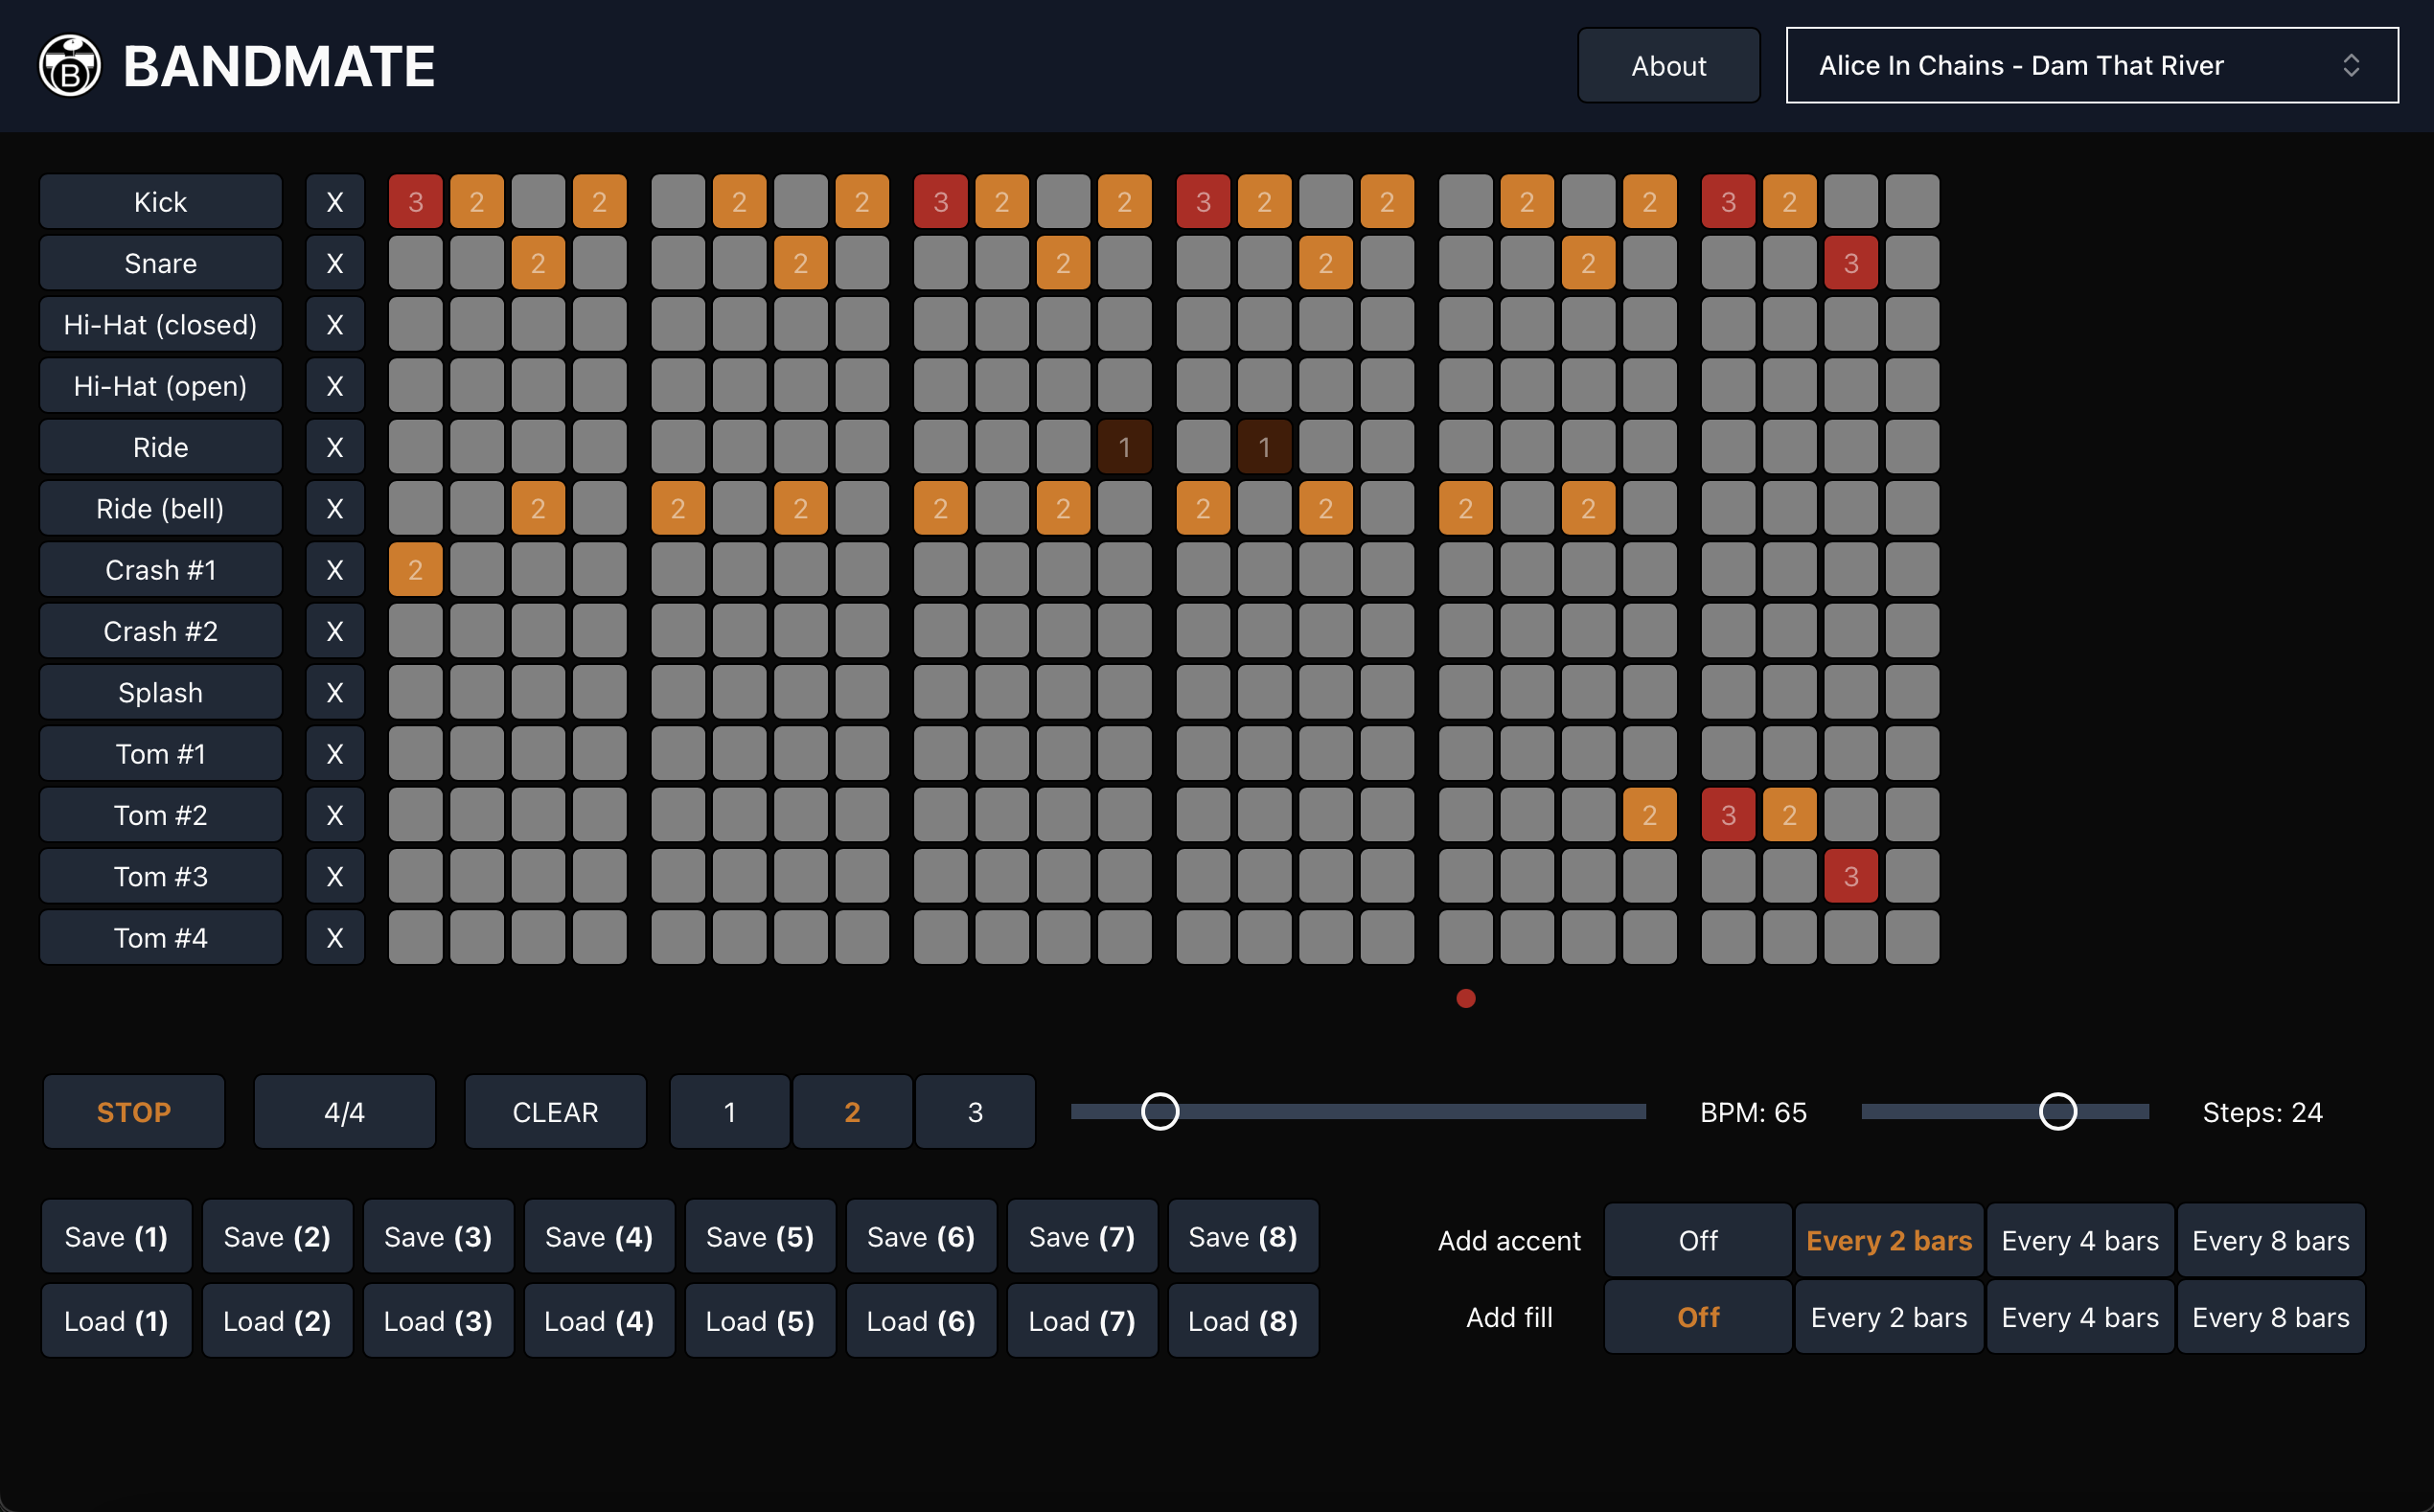 B BANDMATE About Alice In Chains - Dam That River
Kick X 3 2 2 2 2 3 2 2 3 2 2 2 2 3 2
Snare X 2 2 2 2 2 3
Hi-Hat (closed) X
Hi-Hat (open) X
Ride X 1 1
Ride (bell) X 2 2 2 2 2 2 2 2 2
Crash #1 X 2
Crash #2 X
Splash X
Tom #1 X
Tom #2 X 2 3 2
Tom #3 X 3
Tom #4 X
STOP 4/4 CLEAR 1 2 3 BPM: 65 Steps: 24
Save (1) Save (2) Save (3) Save (4) Save (5) Save (6) Save (7) Save (8) Add accent Off Every 2 bars Every 4 bars Every 8 bars
Load (1) Load (2) Load (3) Load (4) Load (5) Load (6) Load (7) Load (8) Add fill Off Every 2 bars Every 4 bars Every 8 bars